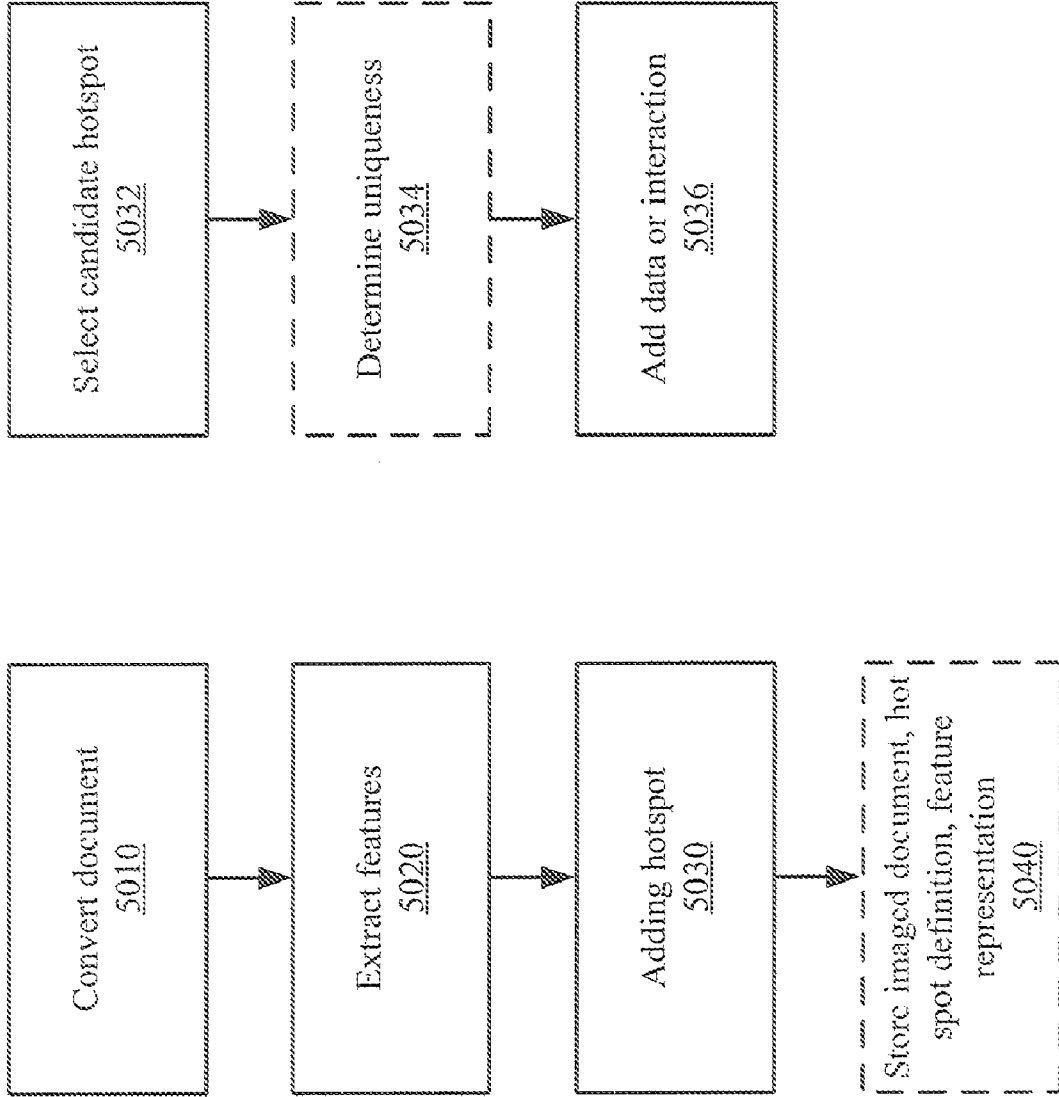 Convert document
5010
Extract features
5020
Adding hotspot
5030
Store imaged document, hot
spot definition, feature
representation
5040
Select candidate hotspot
5032
Determine uniqueness
5034
Add data or interaction
5036